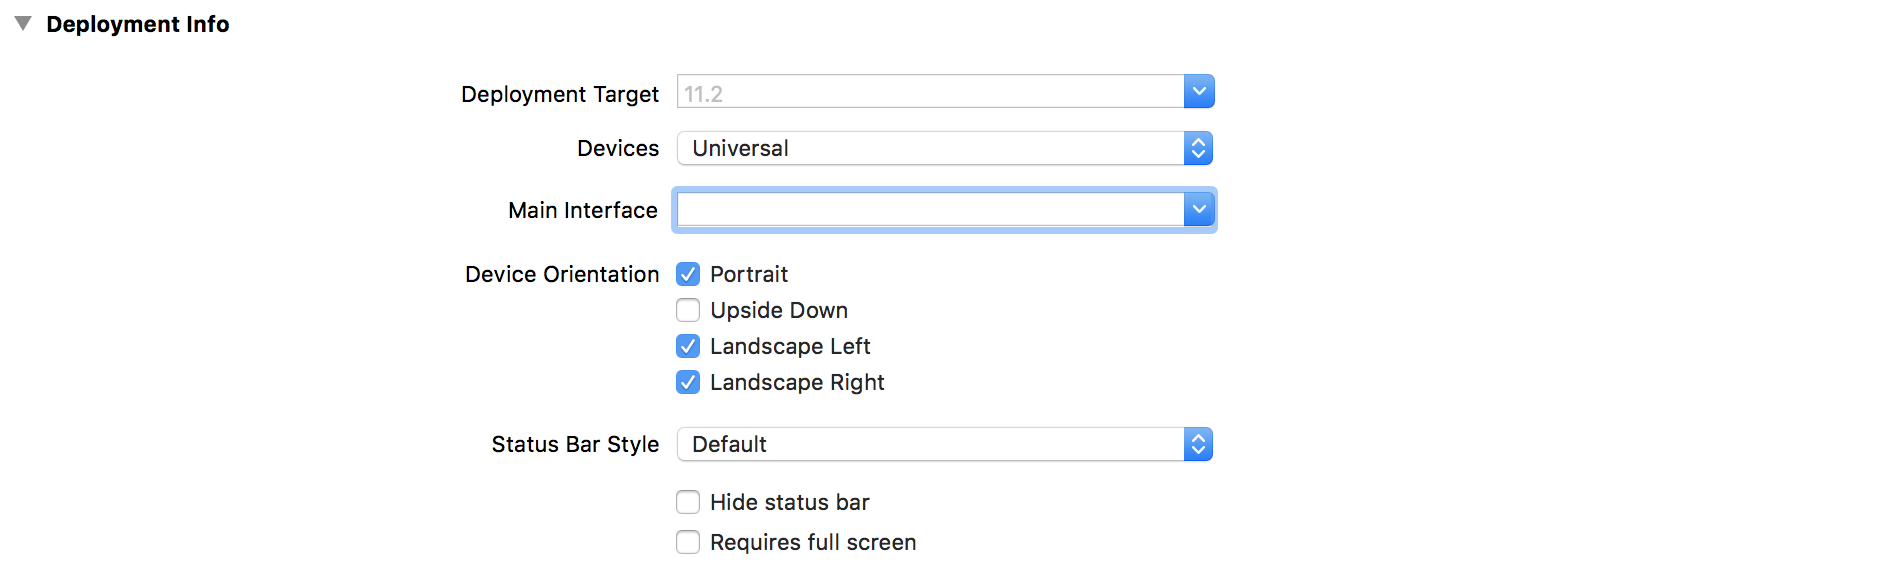 Deployment Info
Deployment Target 11.2
Devices Universal
Main Interface
Device Orientation Portrait
Upside Down
Landscape Left
Landscape Right
Status Bar Style Default
Hide status bar
Requires full screen